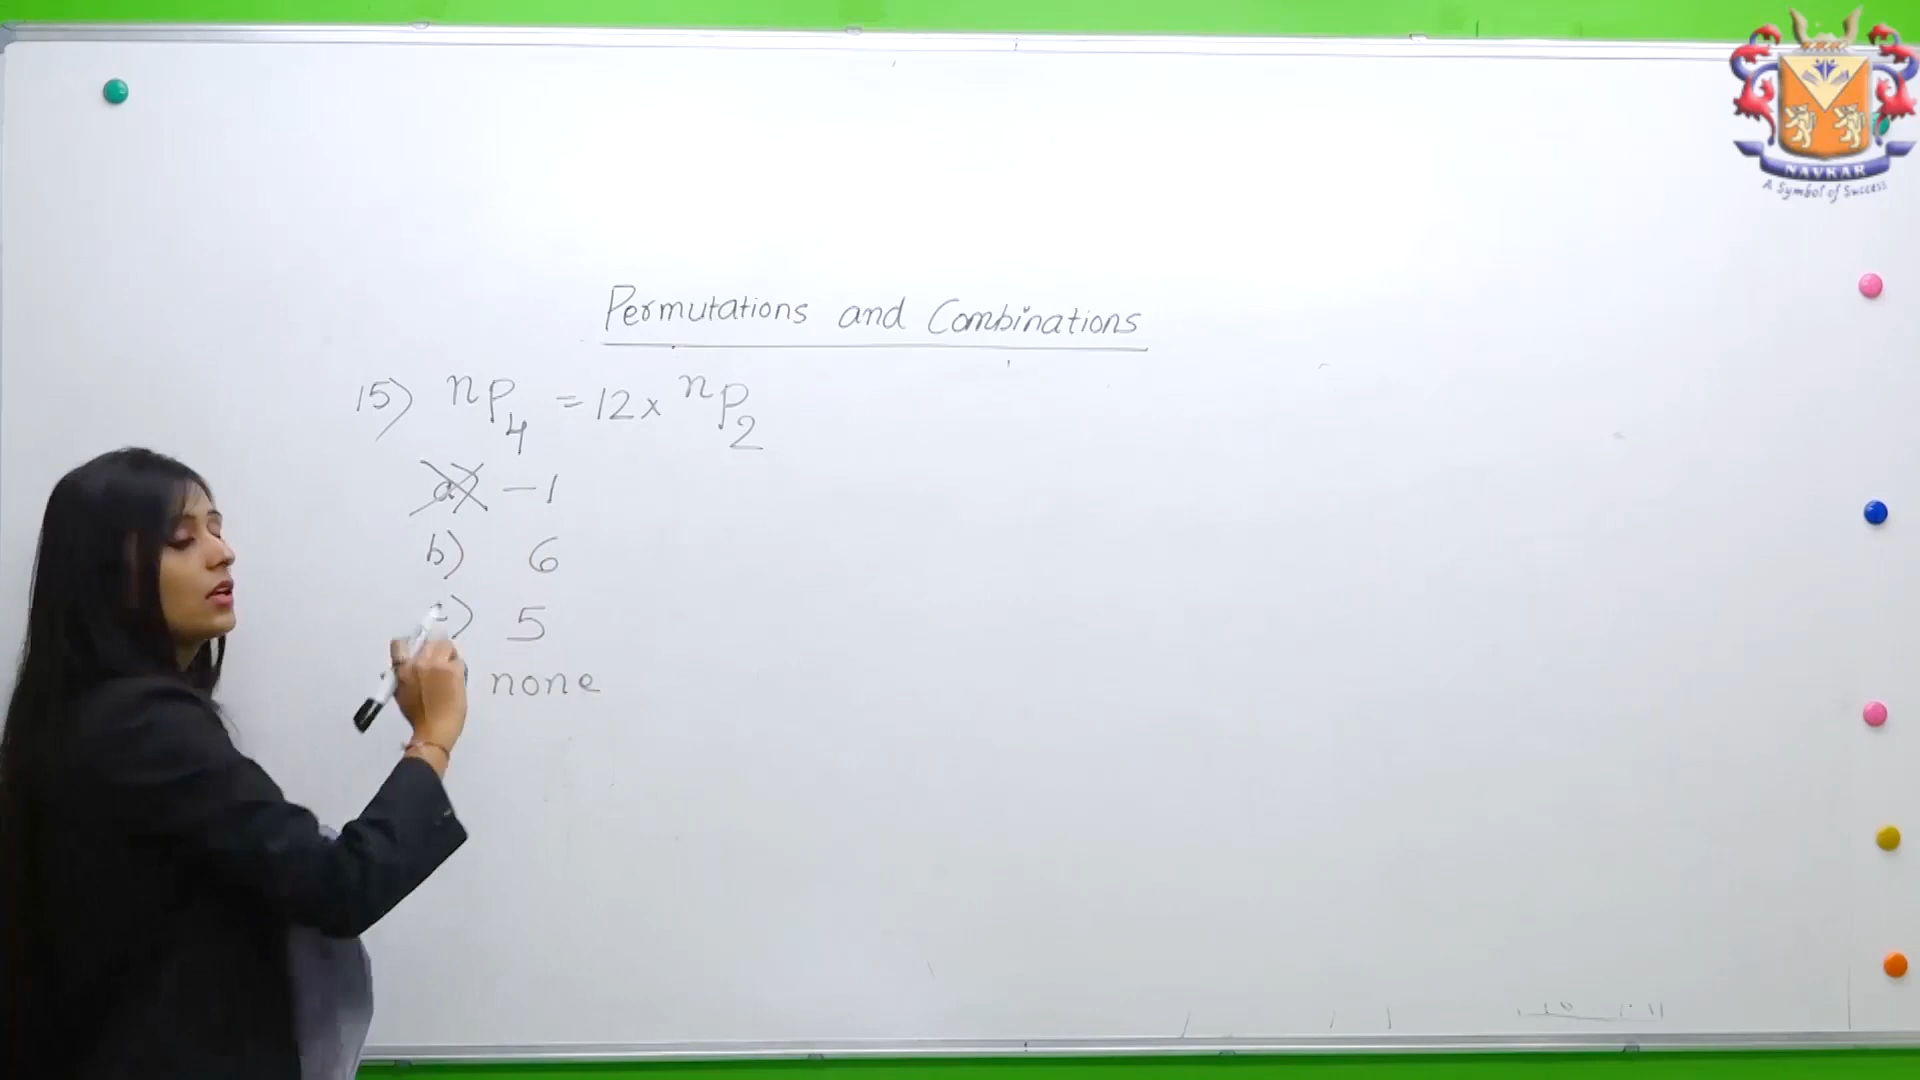 NAVKAR
A Symbol of Success
Permutations and Combinations
15) ⁿP₄ = 12 x ⁿP₂
a) -1
b) 6
c) 5
none